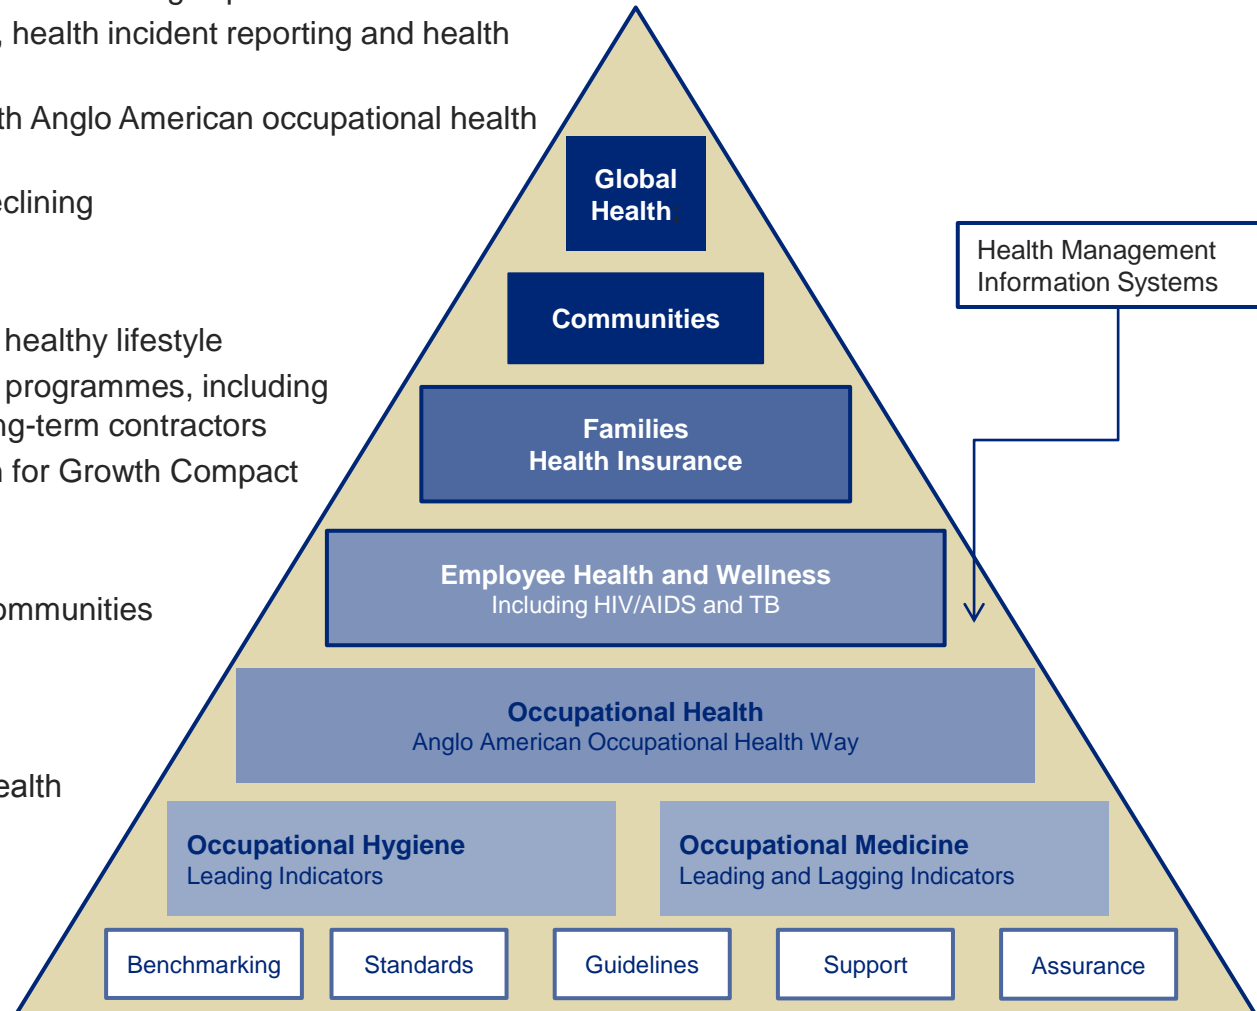 , health incident reporting and health
th Anglo American occupational health
eclining
healthy lifestyle
programmes, including
ng-term contractors
n for Growth Compact
ommunities
ealth
Global
Health
Communities
Families
Health Insurance
Employee Health and Wellness
Including HIV/AIDS and TB
Occupational Health
Anglo American Occupational Health Way
Occupational Hygiene
Leading Indicators
Occupational Medicine
Leading and Lagging Indicators
Benchmarking
Standards
Guidelines
Support
Assurance
Health Management
Information Systems